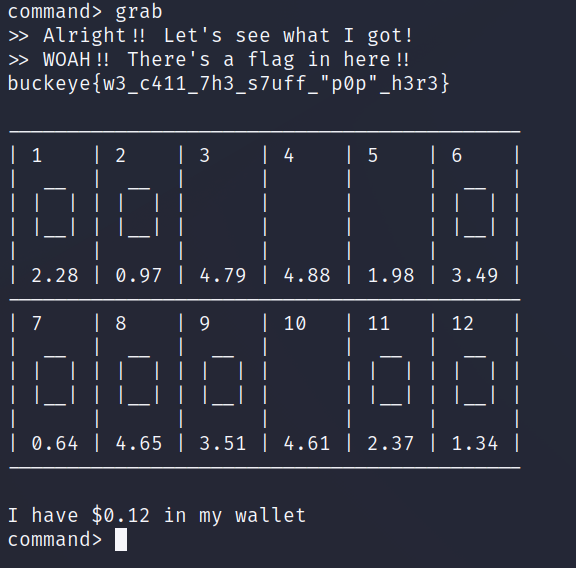 command> grab
>> Alright!! Let's see what I got!
>> WOAH!! There's a flag in here!!
buckeye{w3_c411_7h3_s7uff_"p0p"_h3r3}
1 2 3 4 5 6
2.28 0.97 4.79 4.88 1.98 3.49
7 8 9 10 11 12
0.64 4.65 3.51 4.61 2.37 1.34
I have $0.12 in my wallet
command>